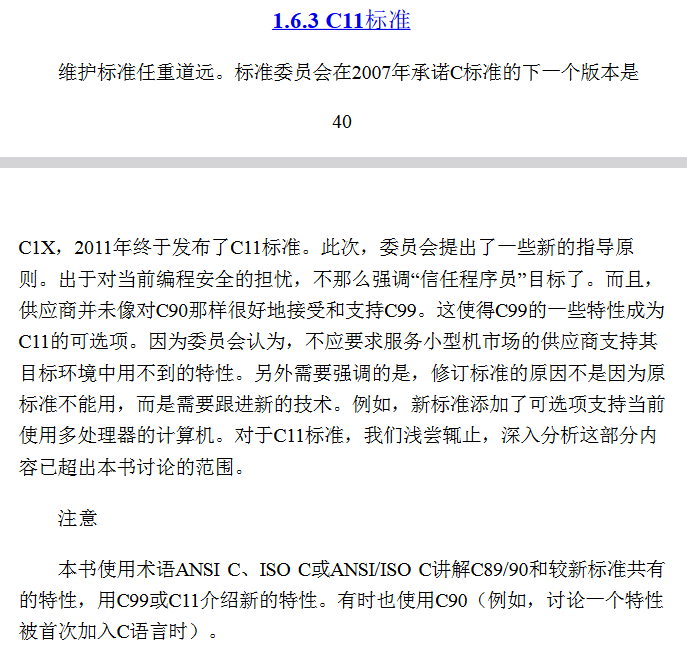 1.6.3 C11标准
维护标准任重道远。标准委员会在2007年承诺C标准的下一个版本是
40
C1X，2011年终于发布了C11标准。此次，委员会提出了一些新的指导原
则。出于对当前编程安全的担忧，不那么强调“信任程序员”目标了。而且，
供应商并未像对C90那样很好地接受和支持C99。这使得C99的一些特性成为
C11的可选项。因为委员会认为，不应要求服务小型机市场的供应商支持其
目标环境中用不到的特性。另外需要强调的是，修订标准的原因不是因为原
标准不能用，而是需要跟进新的技术。例如，新标准添加了可选项支持当前
使用多处理器的计算机。对于C11标准，我们浅尝辄止，深入分析这部分内
容已超出本书讨论的范围。
注意
本书使用术语ANSI C、ISO C或ANSI/ISO C讲解C89/90和较新标准共有
的特性，用C99或C11介绍新的特性。有时也使用C90（例如，讨论一个特性
被首次加入C语言时）。